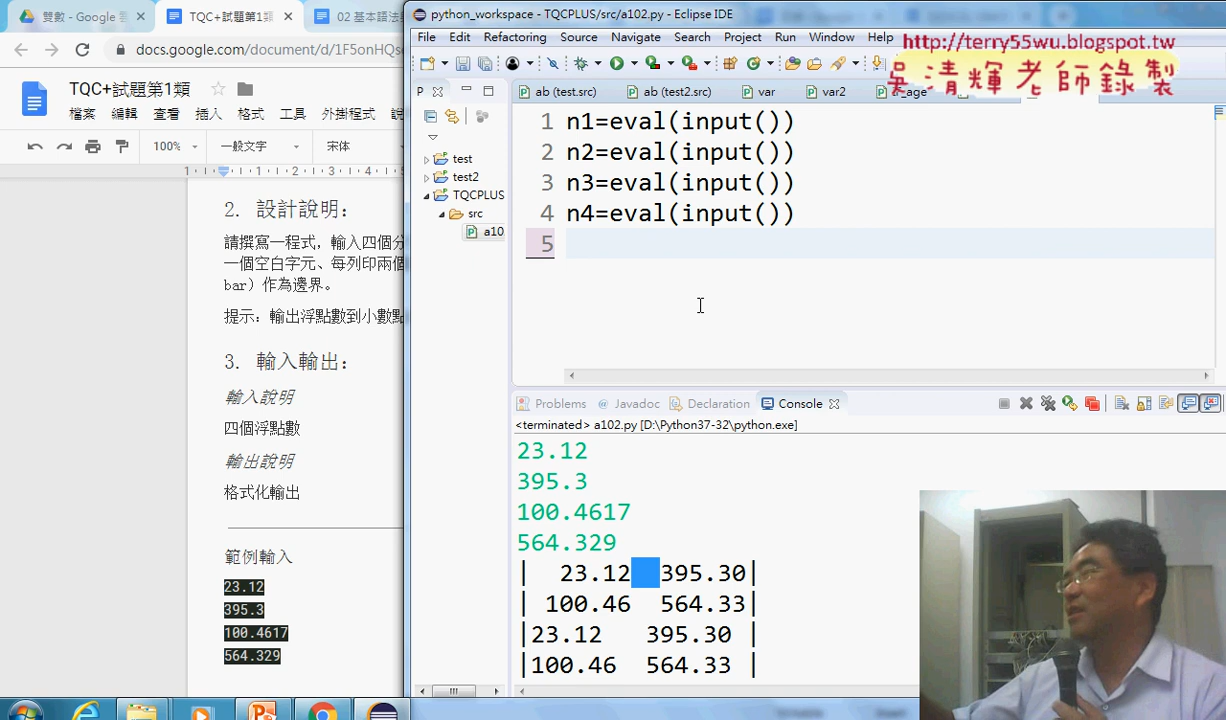 雙數 - Google
TQC+試題第1類
02 基本語法
docs.google.com/document/d/1F5onHQs
TQC+試題第1類
檔案 編輯 查看 插入 格式 工具 外掛程式 說
100% 一般文字 宋体
2. 設計說明:
請撰寫一程式，輸入四個分
一個空白字元、每列印兩個
bar）作為邊界。
提示：輸出浮點數到小數點
3. 輸入輸出:
輸入說明
四個浮點數
輸出說明
格式化輸出
範例輸入
23.12
395.3
100.4617
564.329
python_workspace - TQCPLUS/src/a102.py - Eclipse IDE
File Edit Refactoring Source Navigate Search Project Run Window Help
http://terry55wu.blogspot.tw
吳清輝老師錄製
P
ab (test.src) ab (test2.src) var var2
test
test2
TQCPLUS
src
a10
1 n1=eval(input())
2 n2=eval(input())
3 n3=eval(input())
4 n4=eval(input())
5
Problems @ Javadoc Declaration Console
<terminated> a102.py [D:\Python37-32\python.exe]
23.12
395.3
100.4617
564.329
|  23.12  395.30|
| 100.46  564.33|
|23.12   395.30 |
|100.46  564.33 |